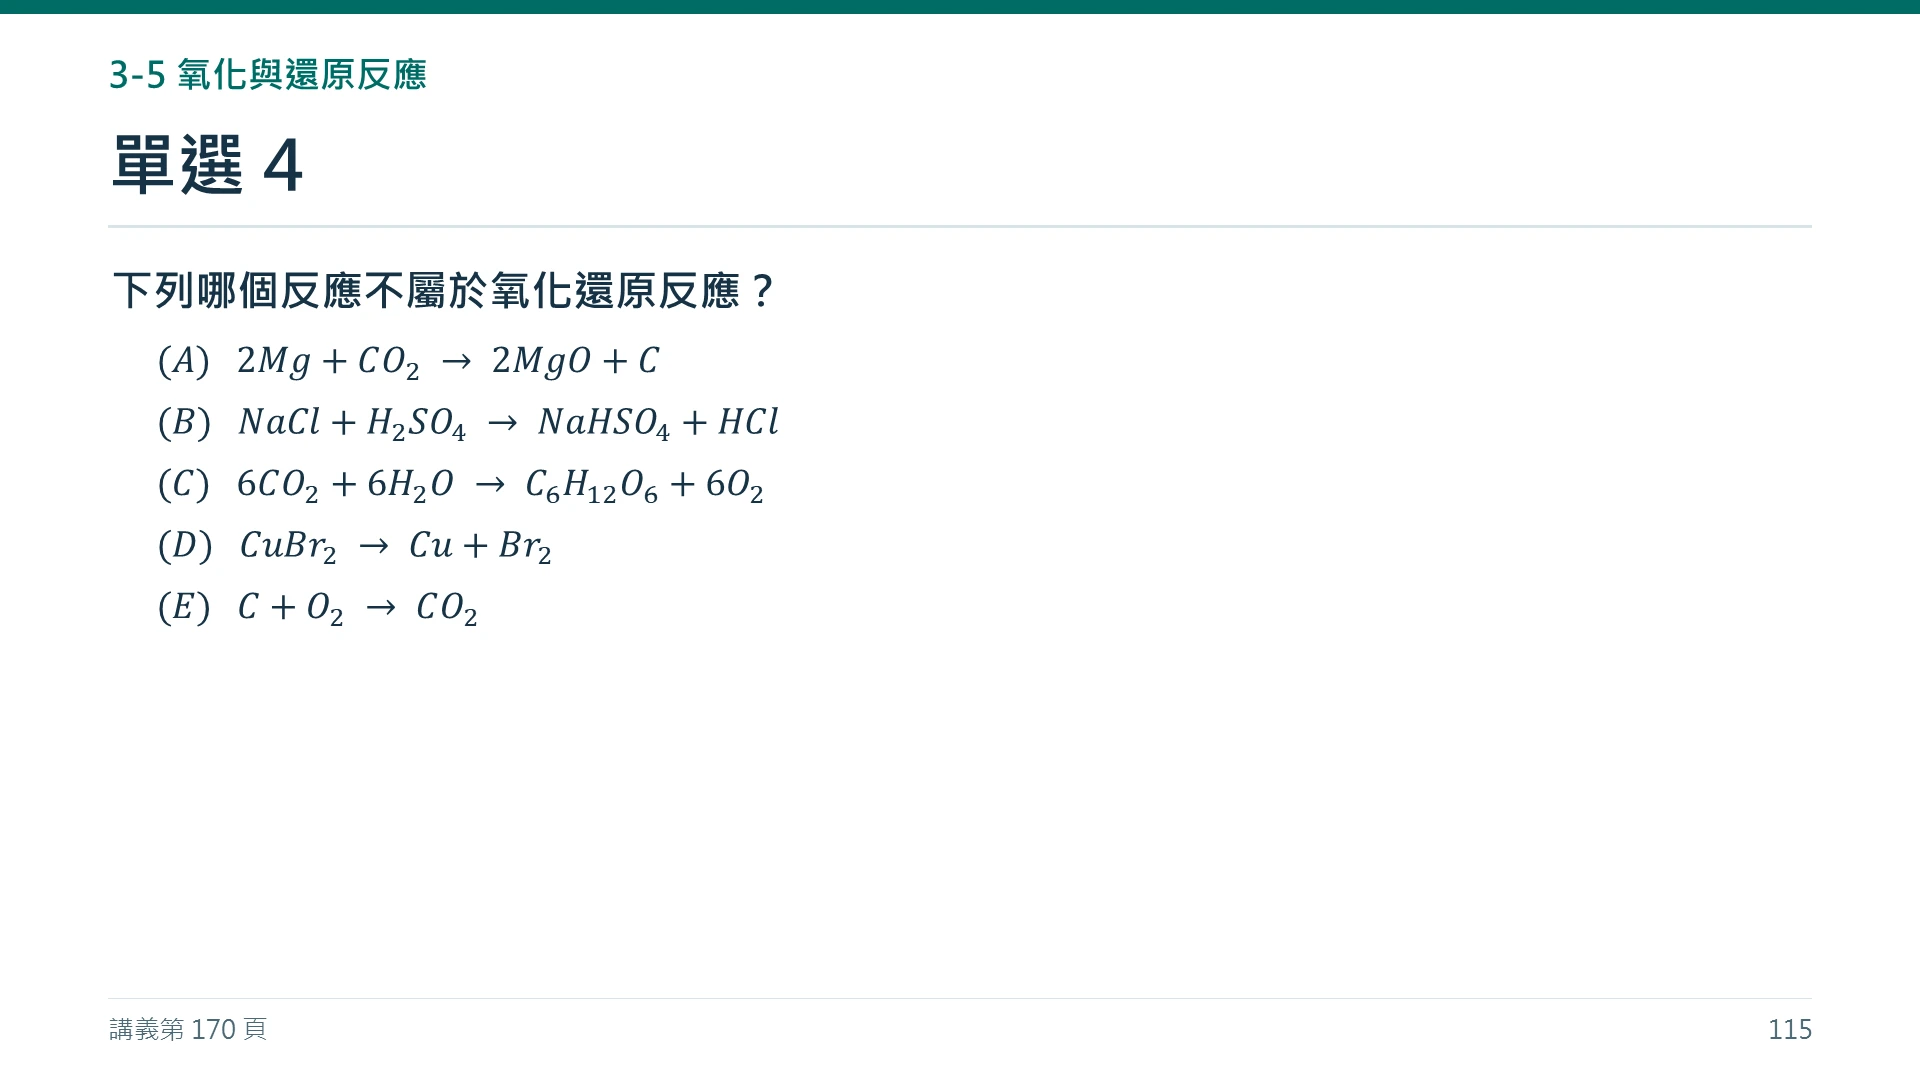 3-5 氧化與還原反應
單選 4
下列哪個反應不屬於氧化還原反應？
(A) 2Mg + CO₂ → 2MgO + C
(B) NaCl + H₂SO₄ → NaHSO₄ + HCl
(C) 6CO₂ + 6H₂O → C₆H₁₂O₆ + 6O₂
(D) CuBr₂ → Cu + Br₂
(E) C + O₂ → CO₂
講義第 170 頁
115